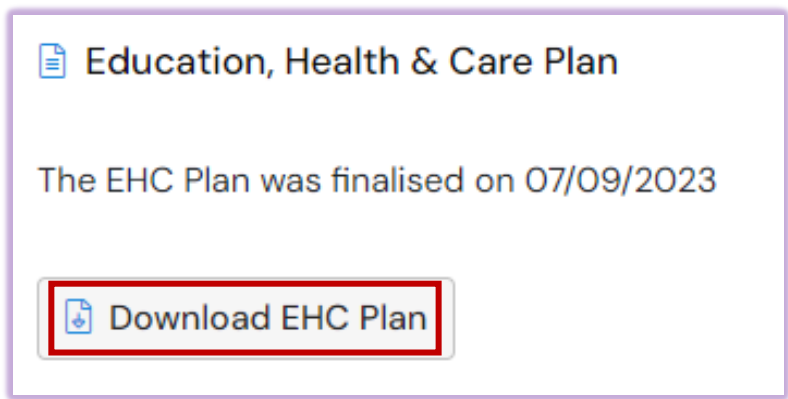 Education, Health & Care Plan
The EHC Plan was finalised on 07/09/2023
Download EHC Plan